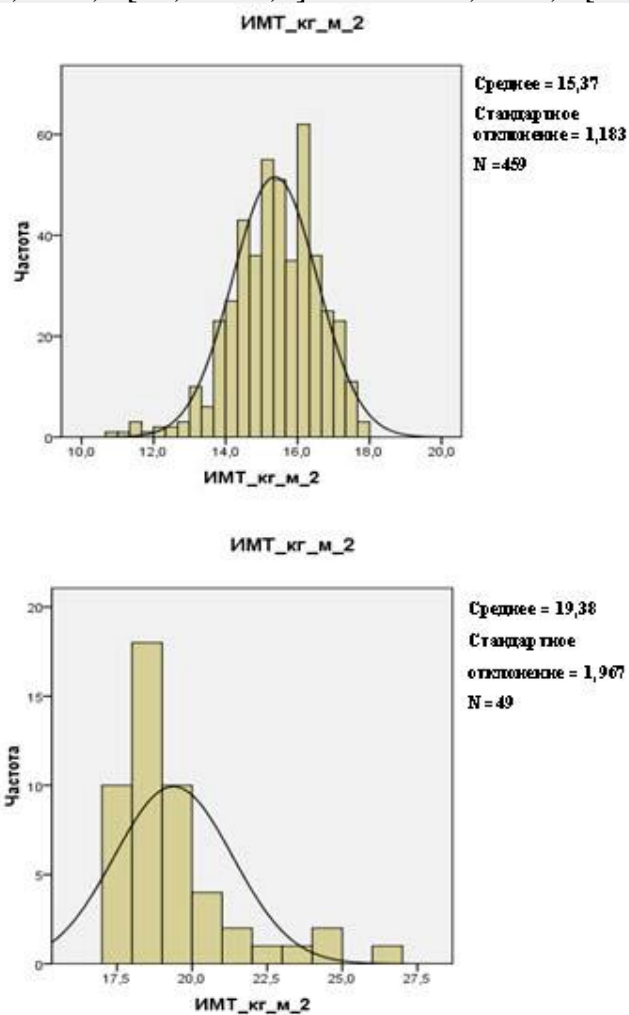 ИМТ_кг_м_2
Среднее = 15,37
Стандартное
отклонение = 1,183
N =459
60
40
20
0
Частота
10,0 12,0 14,0 16,0 18,0 20,0
ИМТ_кг_м_2
ИМТ_кг_м_2
Среднее = 19,38
Стандартное
отклонение = 1,967
N = 49
20
15
10
5
0
Частота
17,5 20,0 22,5 25,0 27,5
ИМТ_кг_м_2